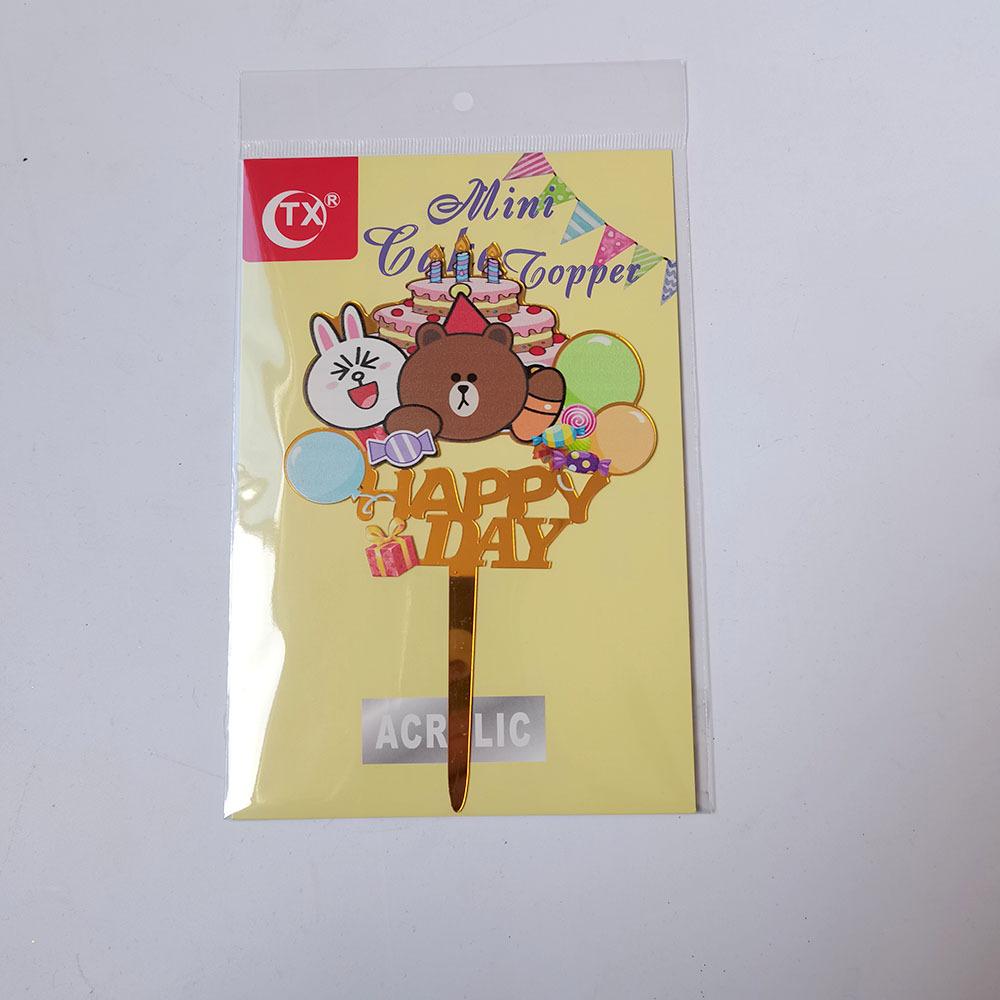 TX®
Mini
Cake Topper
HAPPY
DAY
ACRYLIC